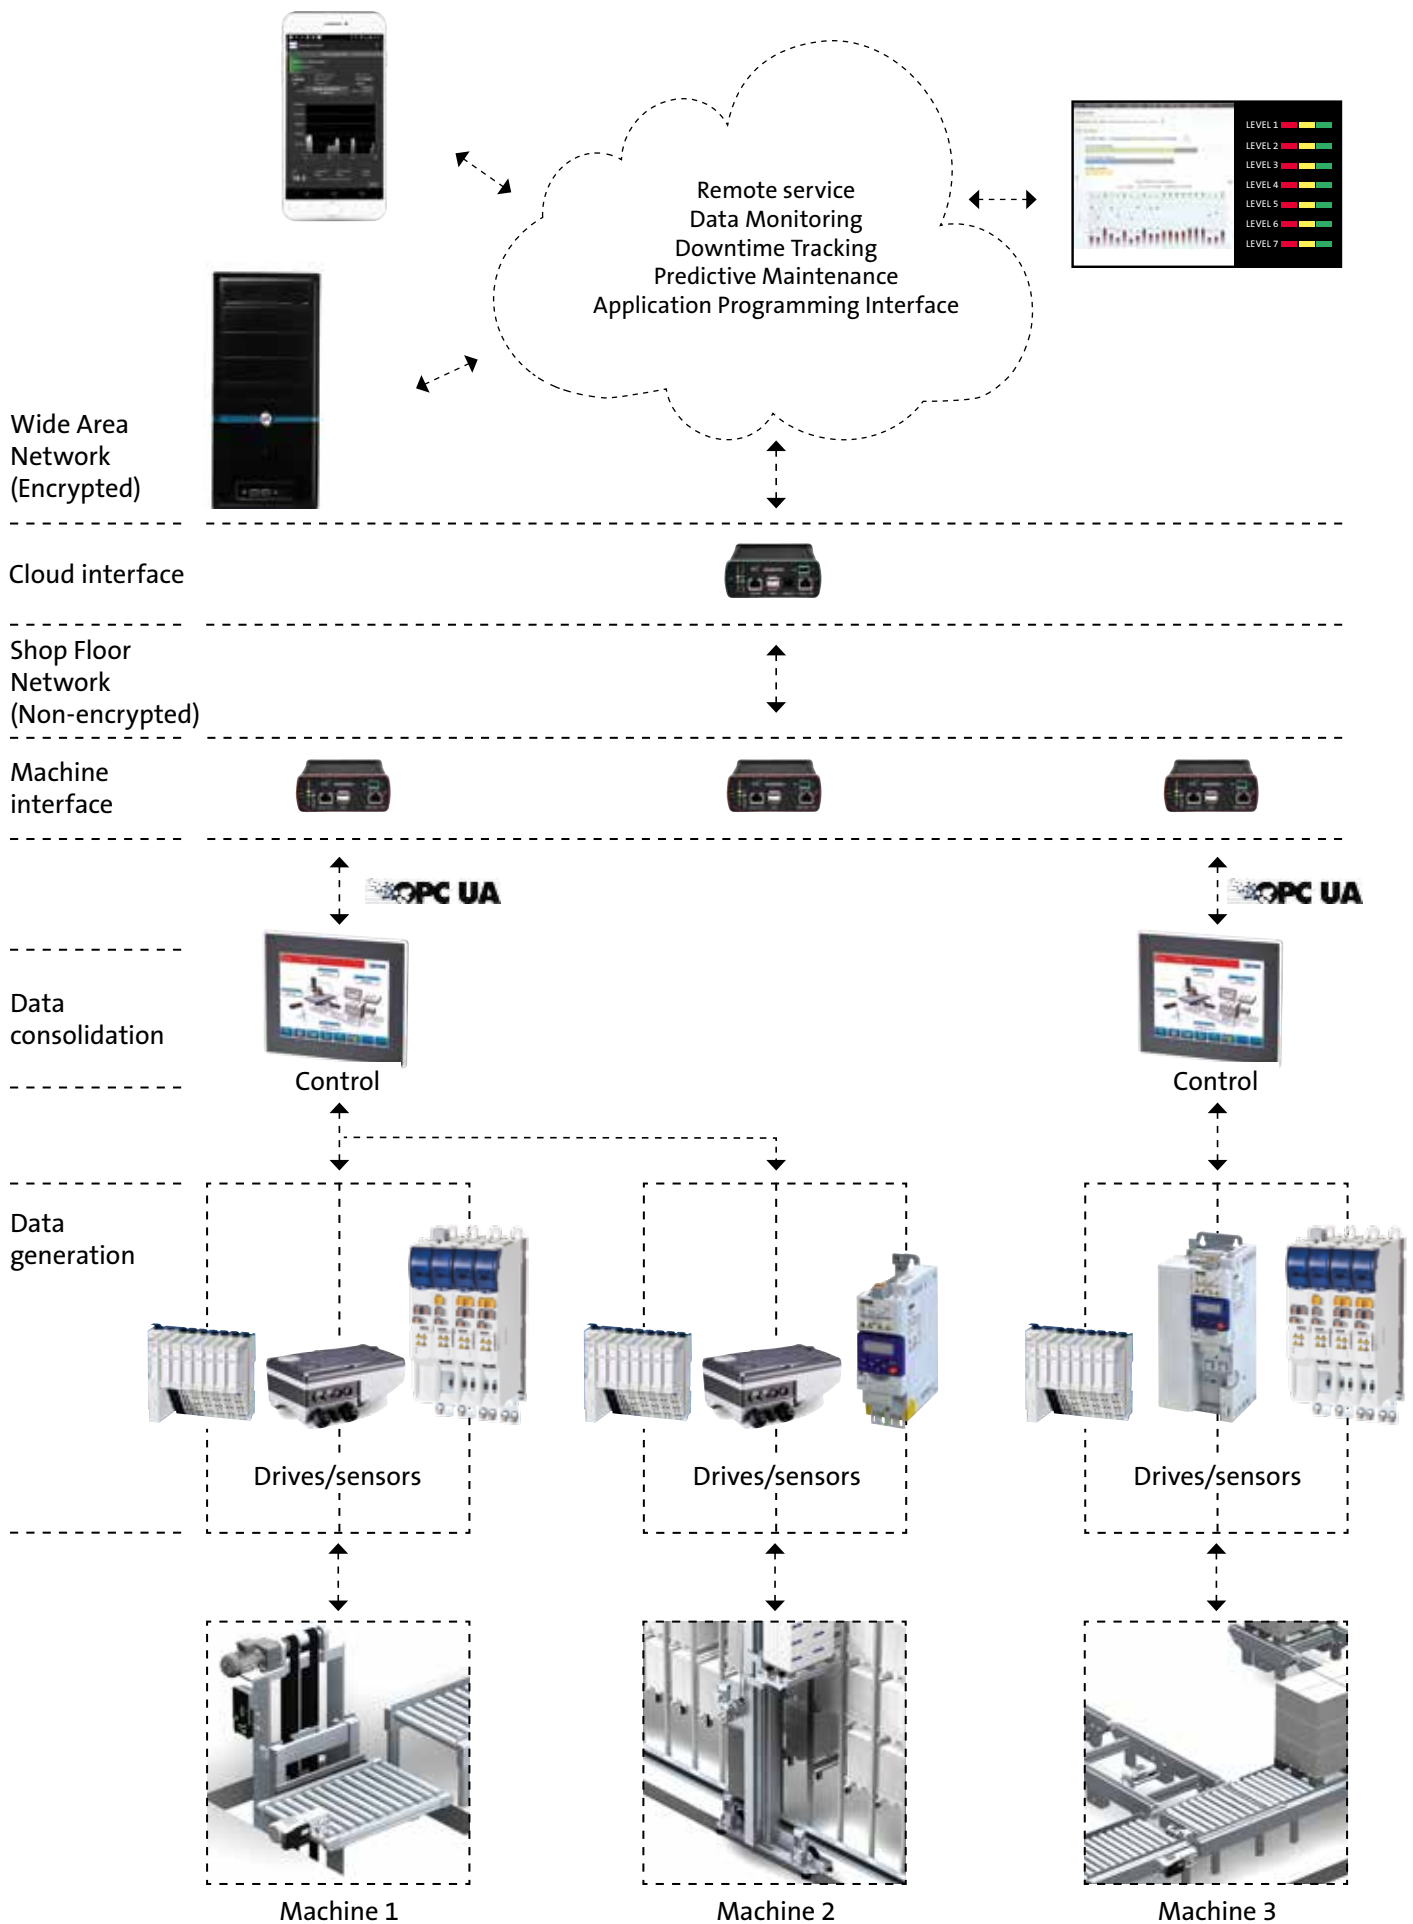 Remote service
Data Monitoring
Downtime Tracking
Predictive Maintenance
Application Programming Interface
LEVEL 1
LEVEL 2
LEVEL 3
LEVEL 4
LEVEL 5
LEVEL 6
LEVEL 7
Wide Area
Network
(Encrypted)
Cloud interface
Shop Floor
Network
(Non-encrypted)
Machine
interface
OPC UA
OPC UA
Data
consolidation
Control
Control
Data
generation
Drives/sensors
Drives/sensors
Drives/sensors
Machine 1
Machine 2
Machine 3